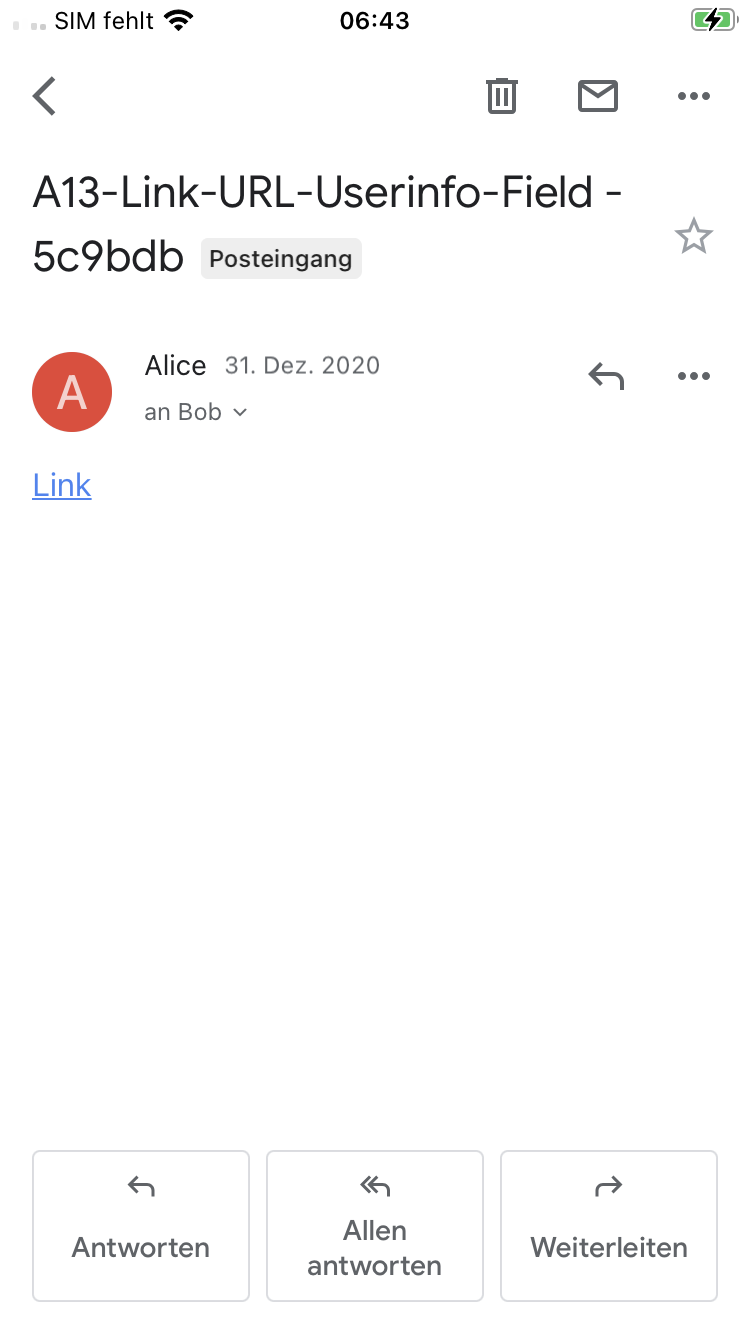 SIM fehlt 06:43
A13-Link-URL-Userinfo-Field -
5c9bdb Posteingang
Alice 31. Dez. 2020
A
an Bob
Link
Antworten
Allen
antworten
Weiterleiten